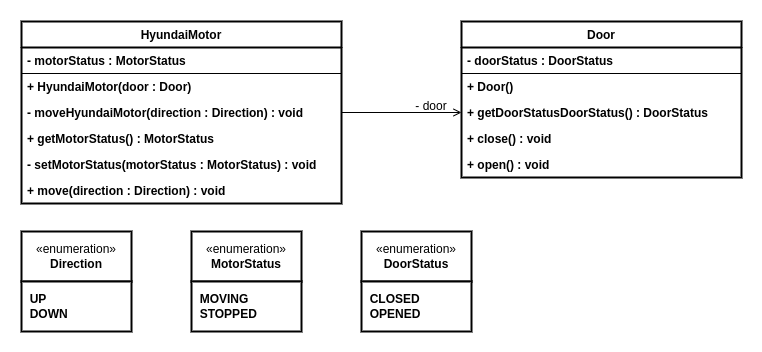 HyundaiMotor
- motorStatus : MotorStatus
+ HyundaiMotor(door : Door)
- moveHyundaiMotor(direction : Direction) : void
+ getMotorStatus() : MotorStatus
- setMotorStatus(motorStatus : MotorStatus) : void
+ move(direction : Direction) : void
- door
Door
- doorStatus : DoorStatus
+ Door()
+ getDoorStatusDoorStatus() : DoorStatus
+ close() : void
+ open() : void
«enumeration»
Direction
UP
DOWN
«enumeration»
MotorStatus
MOVING
STOPPED
«enumeration»
DoorStatus
CLOSED
OPENED